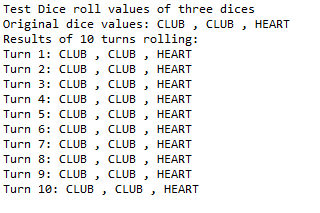 Test Dice roll values of three dices
Original dice values: CLUB , CLUB , HEART
Results of 10 turns rolling:
Turn 1: CLUB , CLUB , HEART
Turn 2: CLUB , CLUB , HEART
Turn 3: CLUB , CLUB , HEART
Turn 4: CLUB , CLUB , HEART
Turn 5: CLUB , CLUB , HEART
Turn 6: CLUB , CLUB , HEART
Turn 7: CLUB , CLUB , HEART
Turn 8: CLUB , CLUB , HEART
Turn 9: CLUB , CLUB , HEART
Turn 10: CLUB , CLUB , HEART